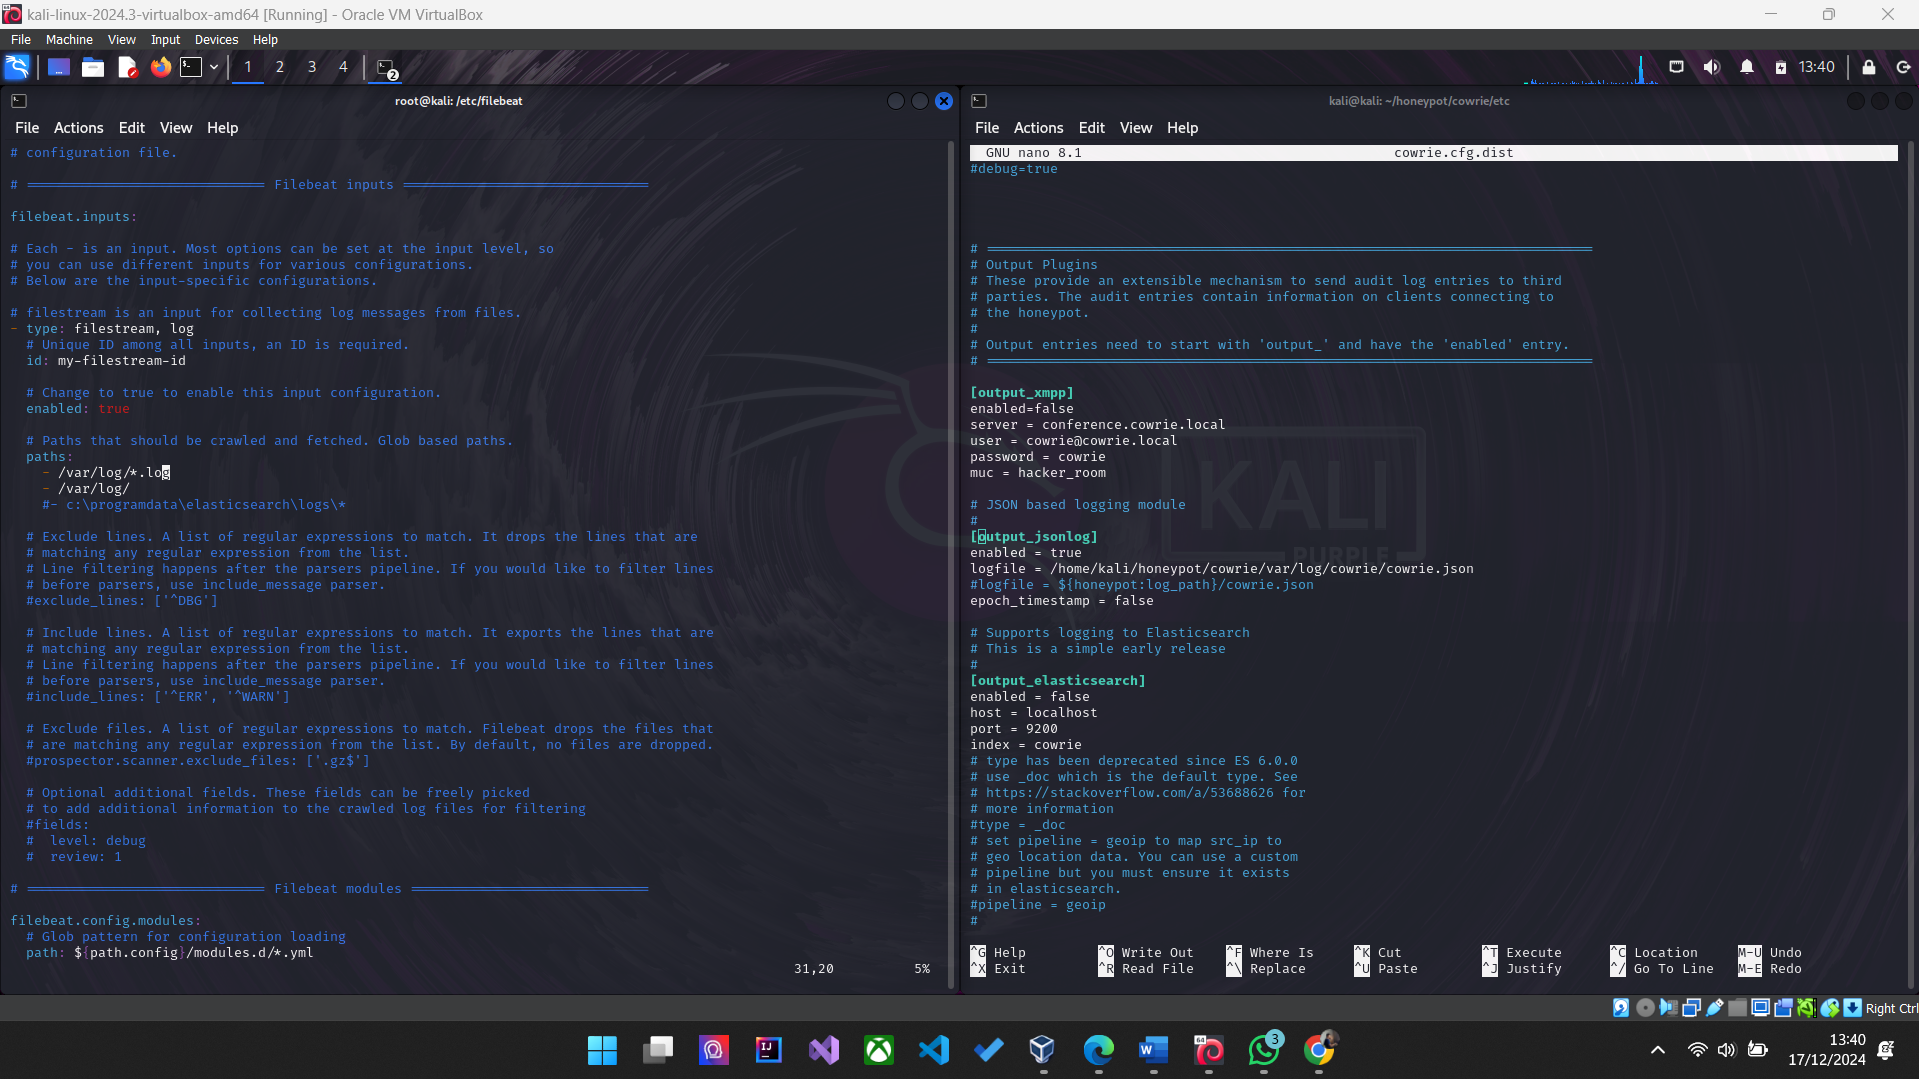 kali-linux-2024.3-virtualbox-amd64 [Running] - Oracle VM VirtualBox
File Machine View Input Devices Help
1 2 3 4 2 13:40
root@kali: /etc/filebeat
File Actions Edit View Help
# configuration file.
# ============================== Filebeat inputs ===============================
filebeat.inputs:
# Each - is an input. Most options can be set at the input level, so
# you can use different inputs for various configurations.
# Below are the input-specific configurations.
# filestream is an input for collecting log messages from files.
- type: filestream, log
# Unique ID among all inputs, an ID is required.
id: my-filestream-id
# Change to true to enable this input configuration.
enabled: true
# Paths that should be crawled and fetched. Glob based paths.
paths:
- /var/log/*.log
- /var/log/
#- c:\programdata\elasticsearch\logs\*
# Exclude lines. A list of regular expressions to match. It drops the lines that are
# matching any regular expression from the list.
# Line filtering happens after the parsers pipeline. If you would like to filter lines
# before parsers, use include_message parser.
#exclude_lines: ['^DBG']
# Include lines. A list of regular expressions to match. It exports the lines that are
# matching any regular expression from the list.
# Line filtering happens after the parsers pipeline. If you would like to filter lines
# before parsers, use include_message parser.
#include_lines: ['^ERR', '^WARN']
# Exclude files. A list of regular expressions to match. Filebeat drops the files that
# are matching any regular expression from the list. By default, no files are dropped.
#prospector.scanner.exclude_files: ['.gz$']
# Optional additional fields. These fields can be freely picked
# to add additional information to the crawled log files for filtering
#fields:
#  level: debug
#  review: 1
# ============================== Filebeat modules ==============================
filebeat.config.modules:
# Glob pattern for configuration loading
path: ${path.config}/modules.d/*.yml
31,20 5%
kali@kali: ~/honeypot/cowrie/etc
File Actions Edit View Help
GNU nano 8.1 cowrie.cfg.dist
#debug=true
# ============================================================================
# Output Plugins
# These provide an extensible mechanism to send audit log entries to third
# parties. The audit entries contain information on clients connecting to
# the honeypot.
#
# Output entries need to start with 'output_' and have the 'enabled' entry.
# ============================================================================
[output_xmpp]
enabled=false
server = conference.cowrie.local
user = cowrie@cowrie.local
password = cowrie
muc = hacker_room
# JSON based logging module
#
[output_jsonlog]
enabled = true
logfile = /home/kali/honeypot/cowrie/var/log/cowrie/cowrie.json
#logfile = ${honeypot:log_path}/cowrie.json
epoch_timestamp = false
# Supports logging to Elasticsearch
# This is a simple early release
#
[output_elasticsearch]
enabled = false
host = localhost
port = 9200
index = cowrie
# type has been deprecated since ES 6.0.0
# use _doc which is the default type. See
# https://stackoverflow.com/a/53688626 for
# more information
#type = _doc
# set pipeline = geoip to map src_ip to
# geo location data. You can use a custom
# pipeline but you must ensure it exists
# in elasticsearch.
#pipeline = geoip
#
KALI
PURPLE
^G Help ^O Write Out ^F Where Is ^K Cut ^T Execute ^C Location M-U Undo
^X Exit ^R Read File ^\ Replace ^U Paste ^J Justify ^/ Go To Line M-E Redo
Right Ctrl
3
64
13:40
17/12/2024